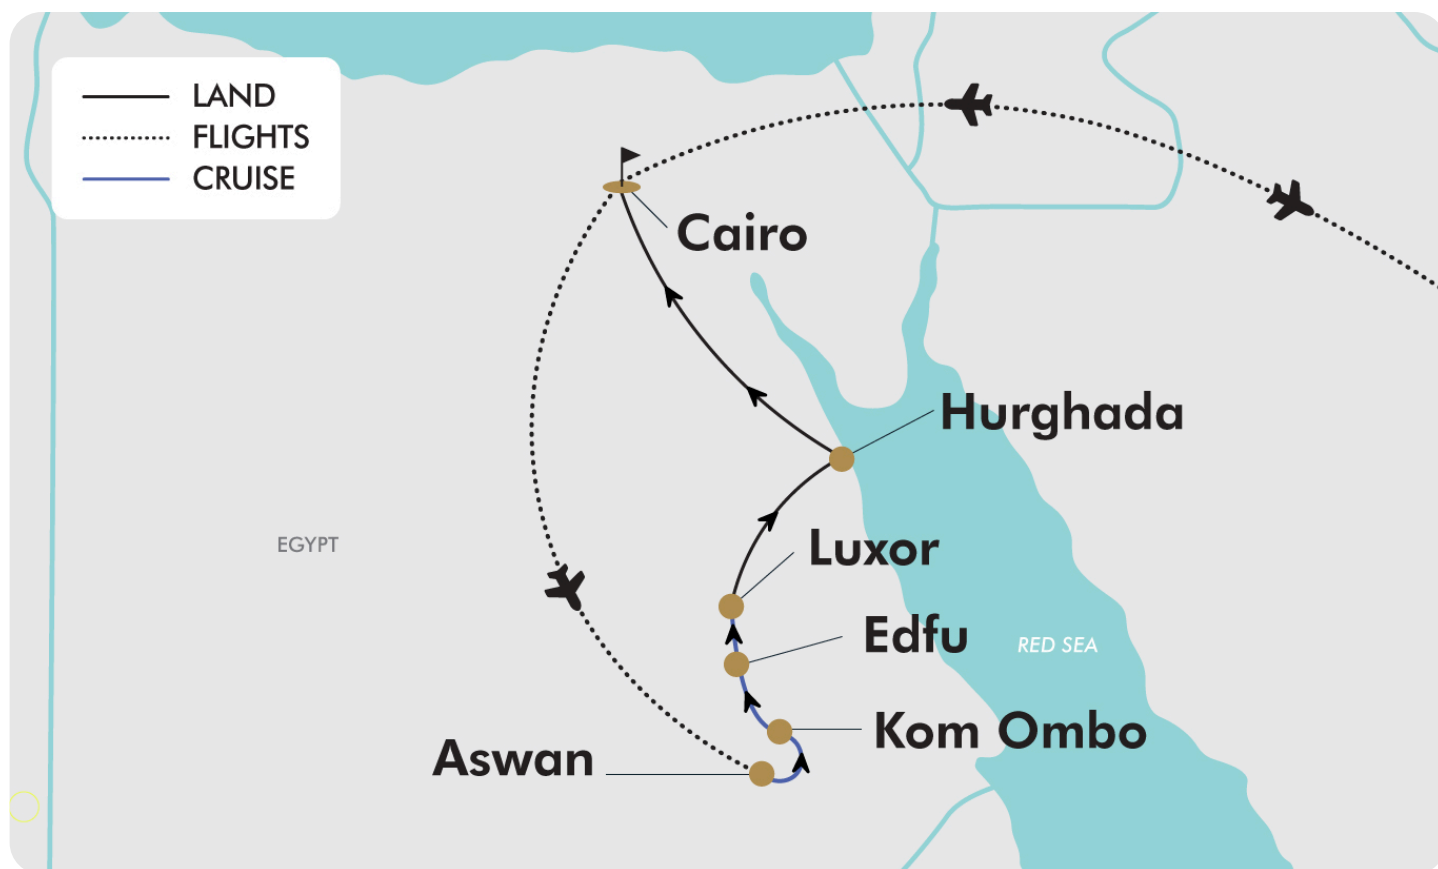 LAND
FLIGHTS
CRUISE
Cairo
Hurghada
Luxor
EGYPT
Edfu
RED SEA
Kom Ombo
Aswan